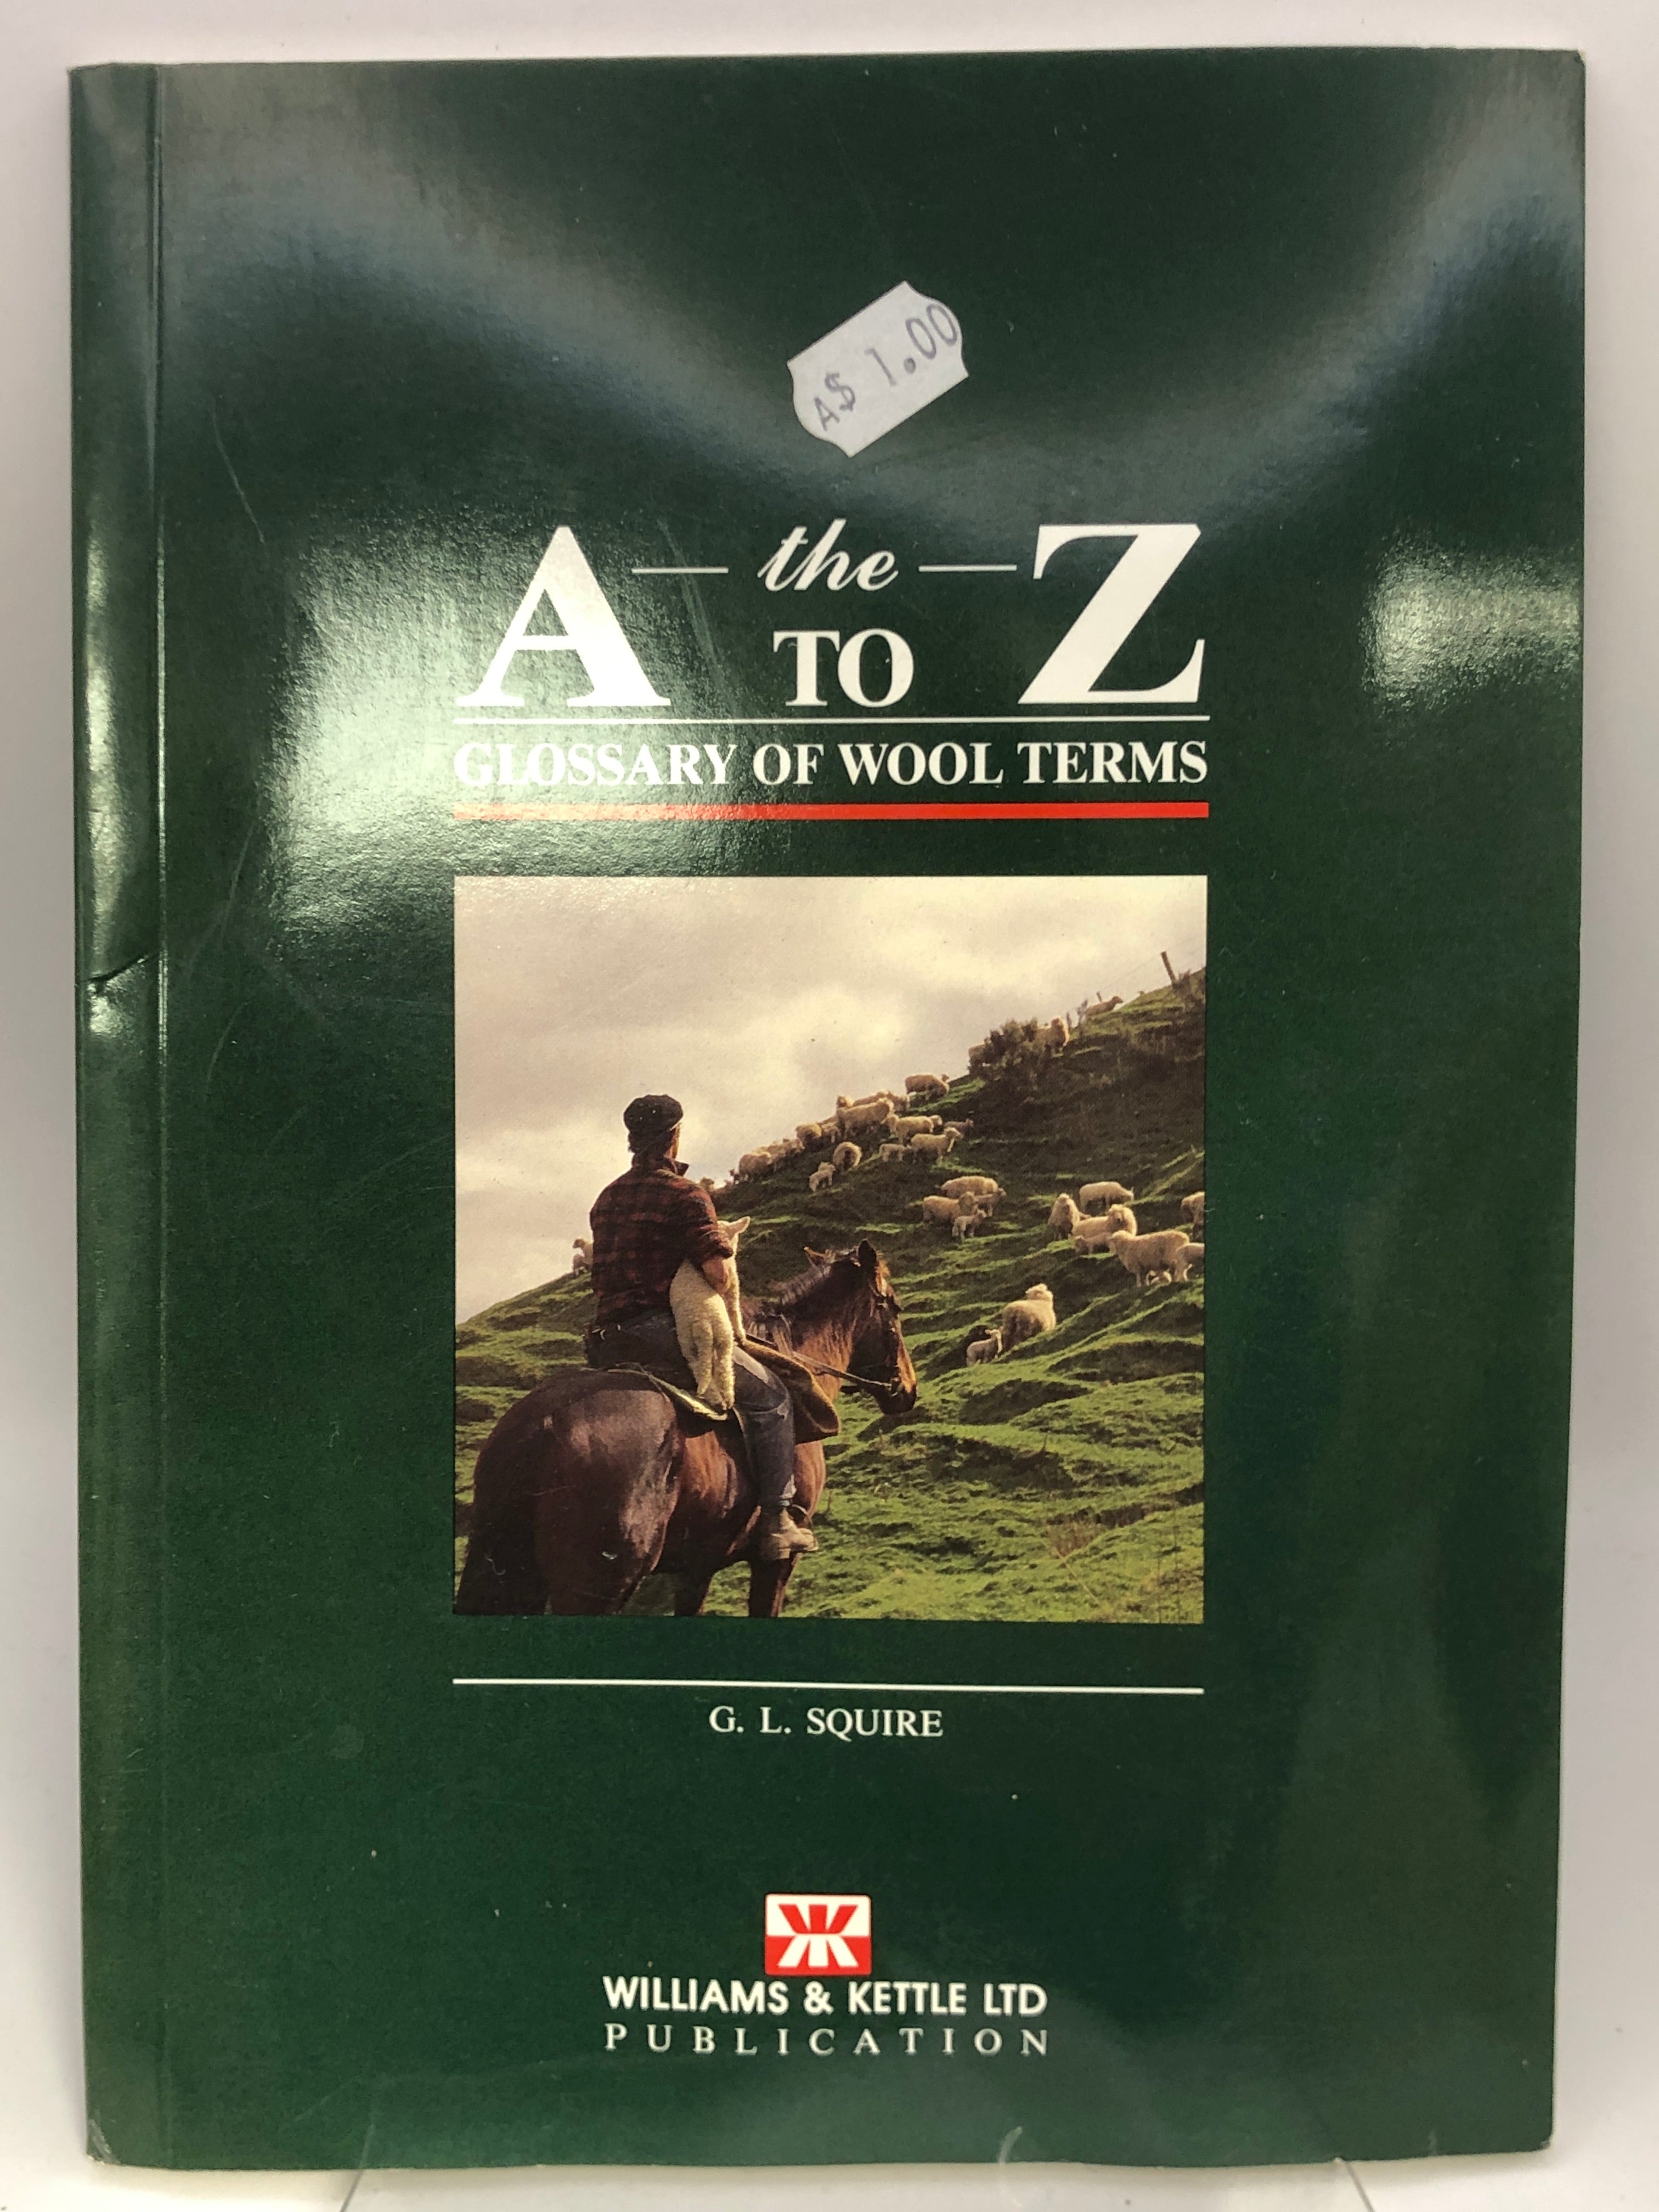 A$ 1.00
A the Z
TO
GLOSSARY OF WOOL TERMS
G. L. SQUIRE
WILLIAMS & KETTLE LTD
PUBLICATION